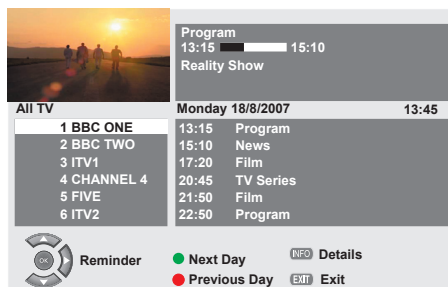 Program
13:15 15:10
Reality Show
All TV Monday 18/8/2007 13:45
1 BBC ONE 13:15 Program
2 BBC TWO 15:10 News
3 ITV1 17:20 Film
4 CHANNEL 4 20:45 TV Series
5 FIVE 21:50 Film
6 ITV2 22:50 Program
OK Reminder Next Day INFO Details
Previous Day EXIT Exit